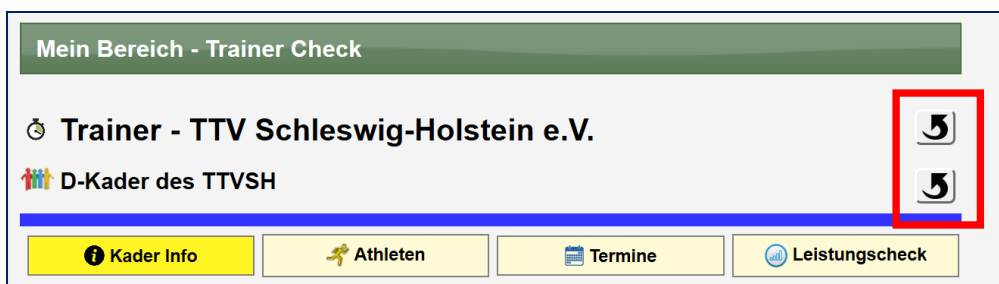 Mein Bereich - Trainer Check
Trainer - TTV Schleswig-Holstein e.V.
D-Kader des TTVSH
Kader Info
Athleten
Termine
Leistungscheck